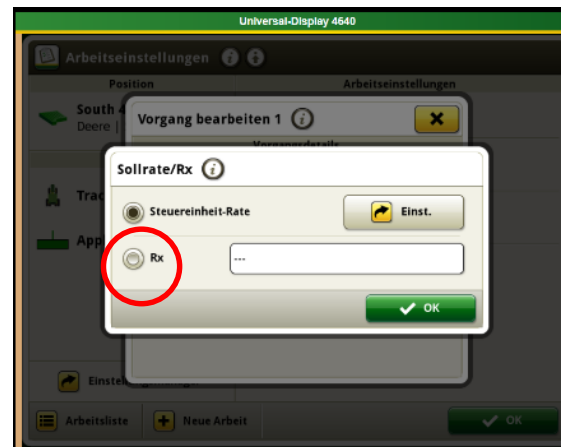 Universal-Display 4640
Arbeitseinstellungen
Position Arbeitseinstellungen
South 4
Deere |
Vorgang bearbeiten 1
Vorgangsdetails
Sollrate/Rx
Trac
Steuereinheit-Rate Einst.
App
Rx ---
OK
Arbeitsliste Neue Arbeit OK